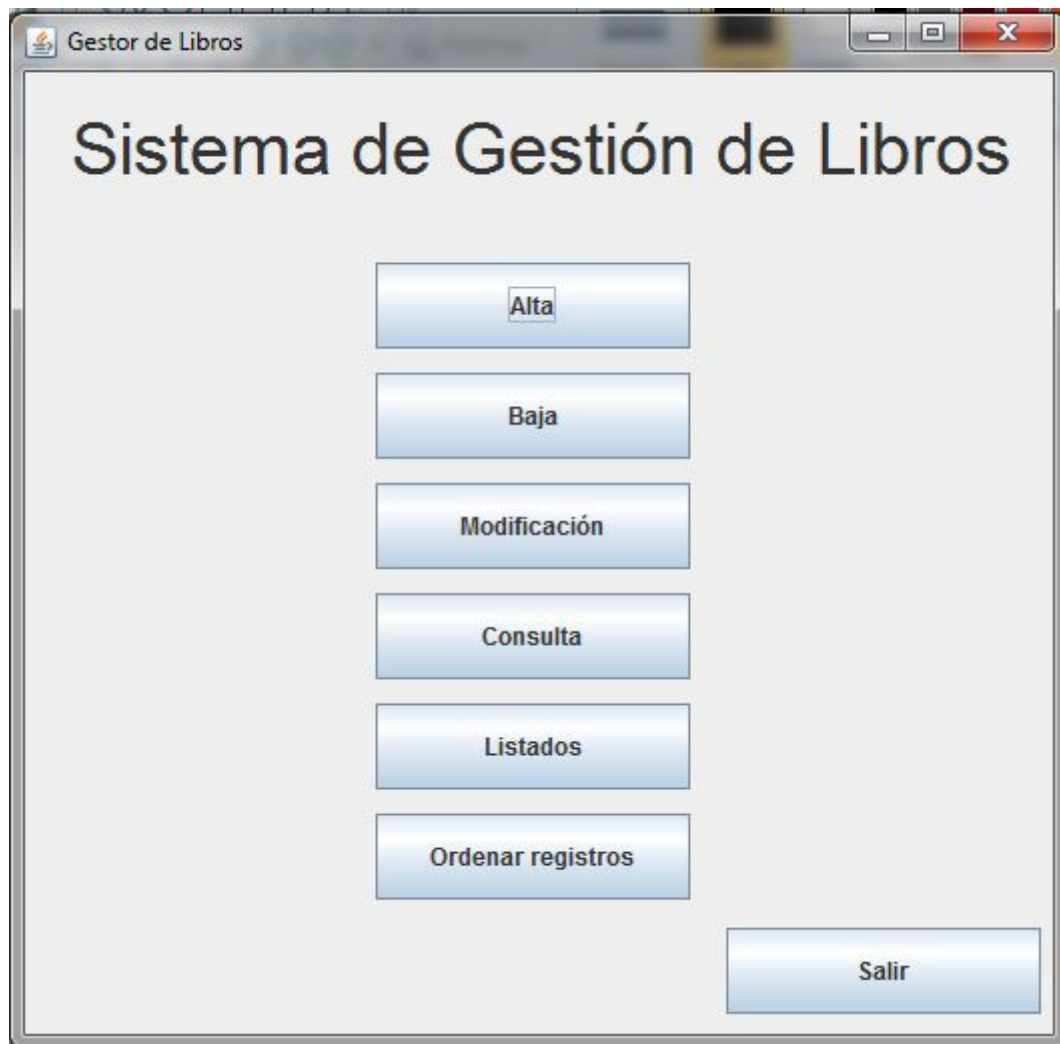 Gestor de Libros
Sistema de Gestión de Libros
Alta
Baja
Modificación
Consulta
Listados
Ordenar registros
Salir